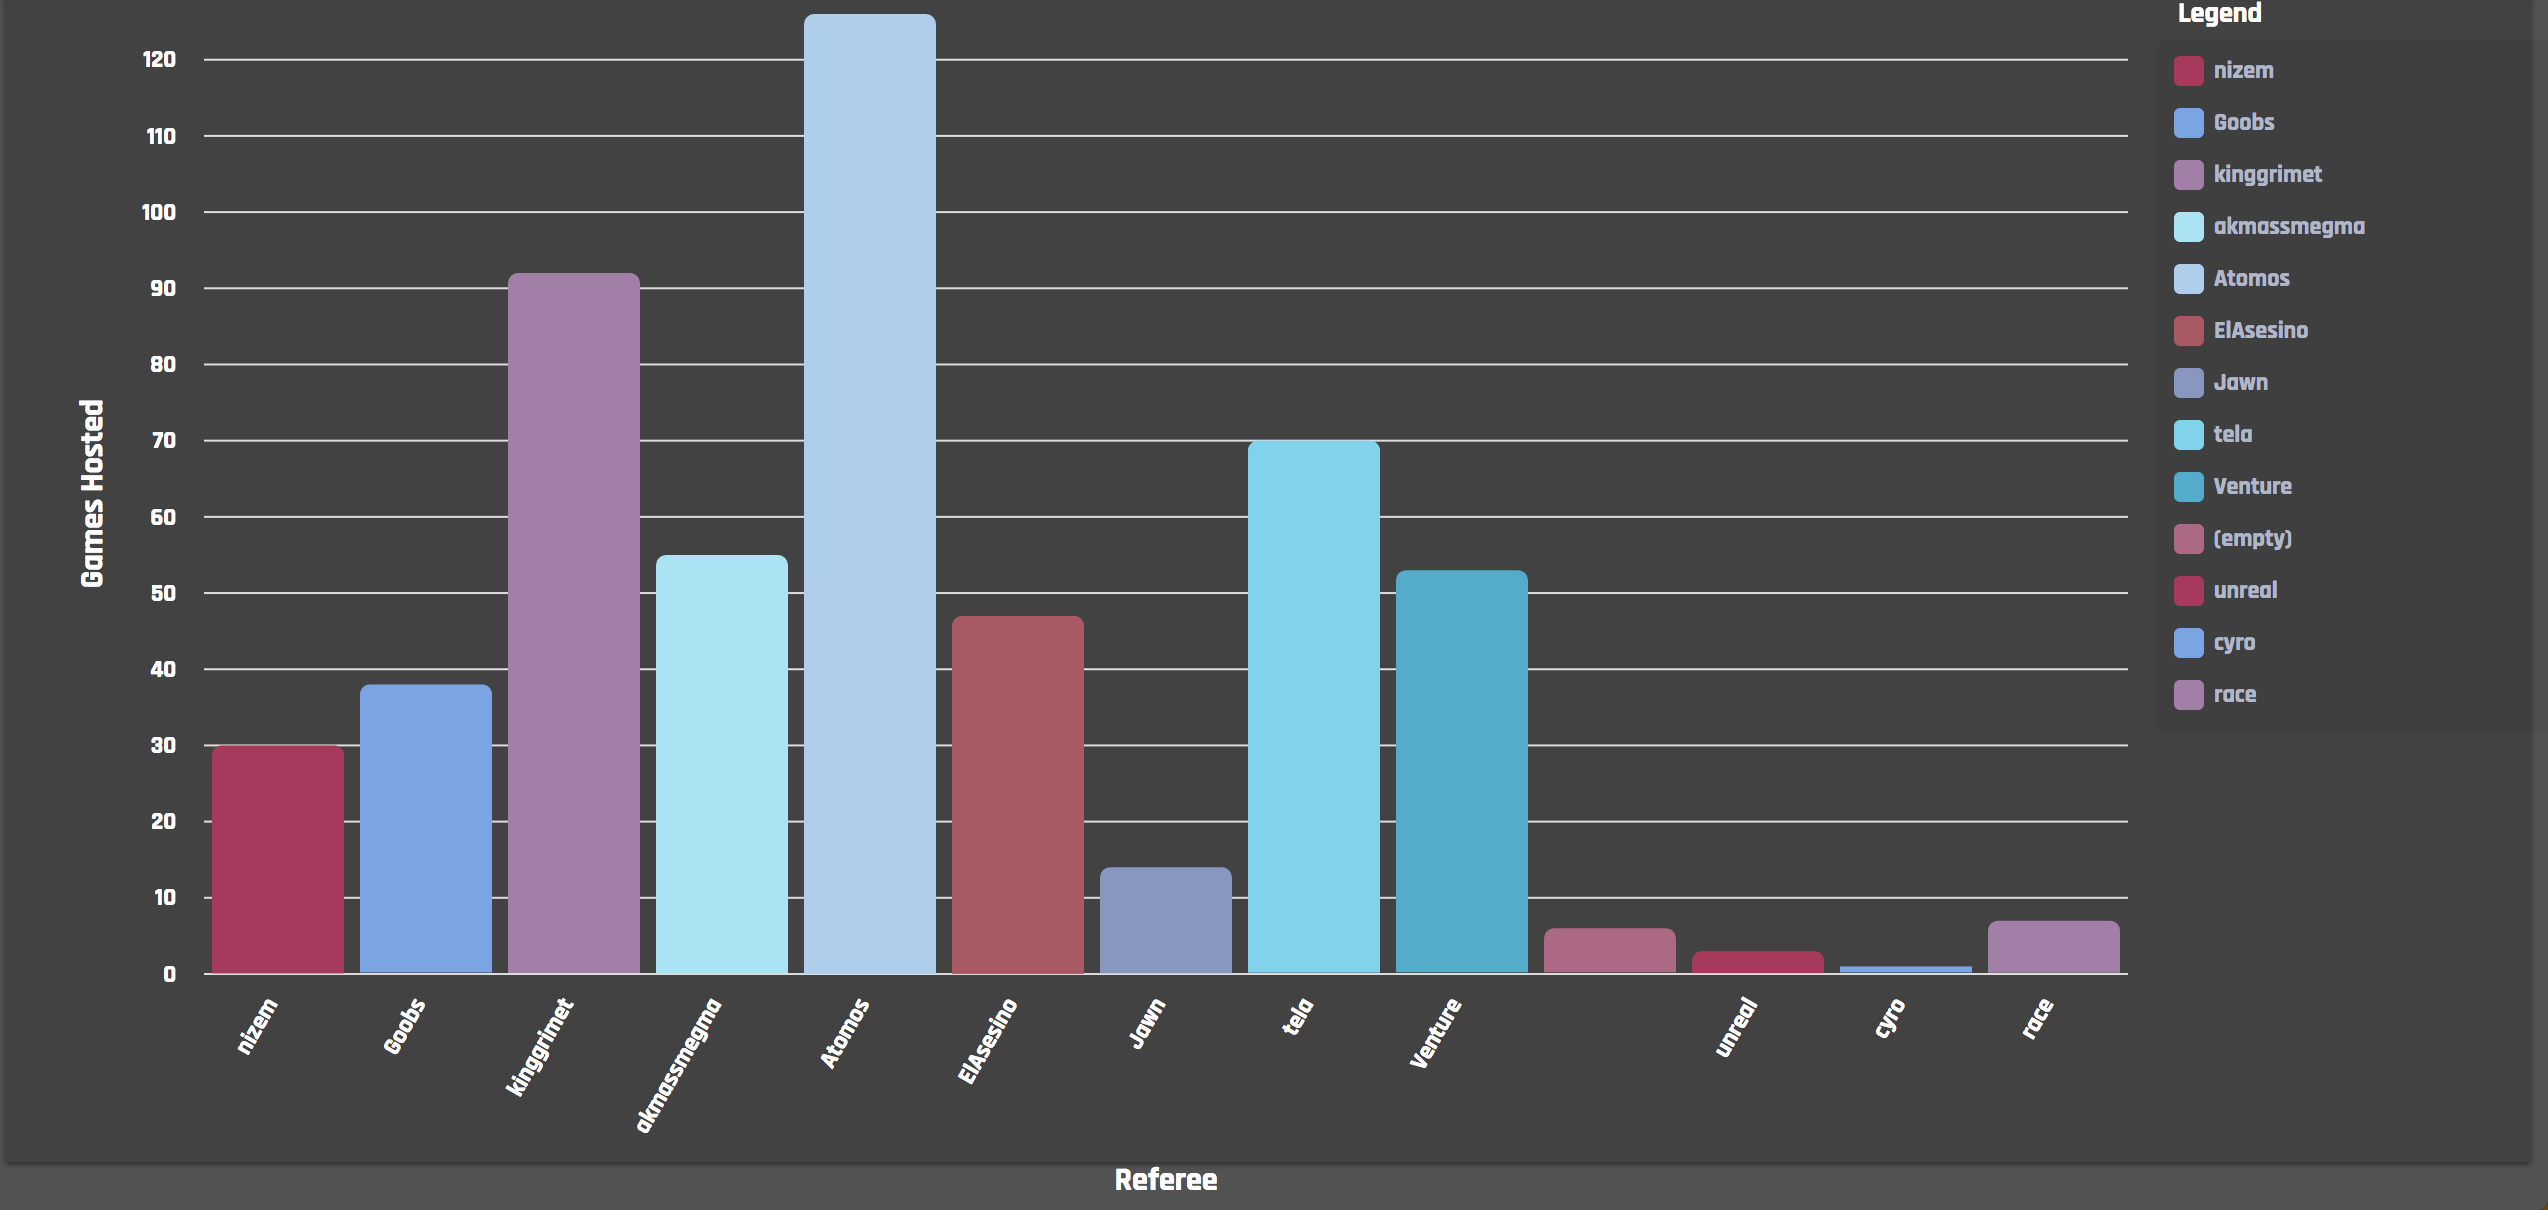 Legend
nizem
Goobs
kinggrimet
akmassmegma
Atomos
ElAsesino
Jawn
tela
Venture
(empty)
unreal
cyro
race
Games Hosted
120
110
100
90
80
70
60
50
40
30
20
10
0
nizem
Goobs
kinggrimet
akmassmegma
Atomos
ElAsesino
Jawn
tela
Venture
unreal
cyro
race
Referee